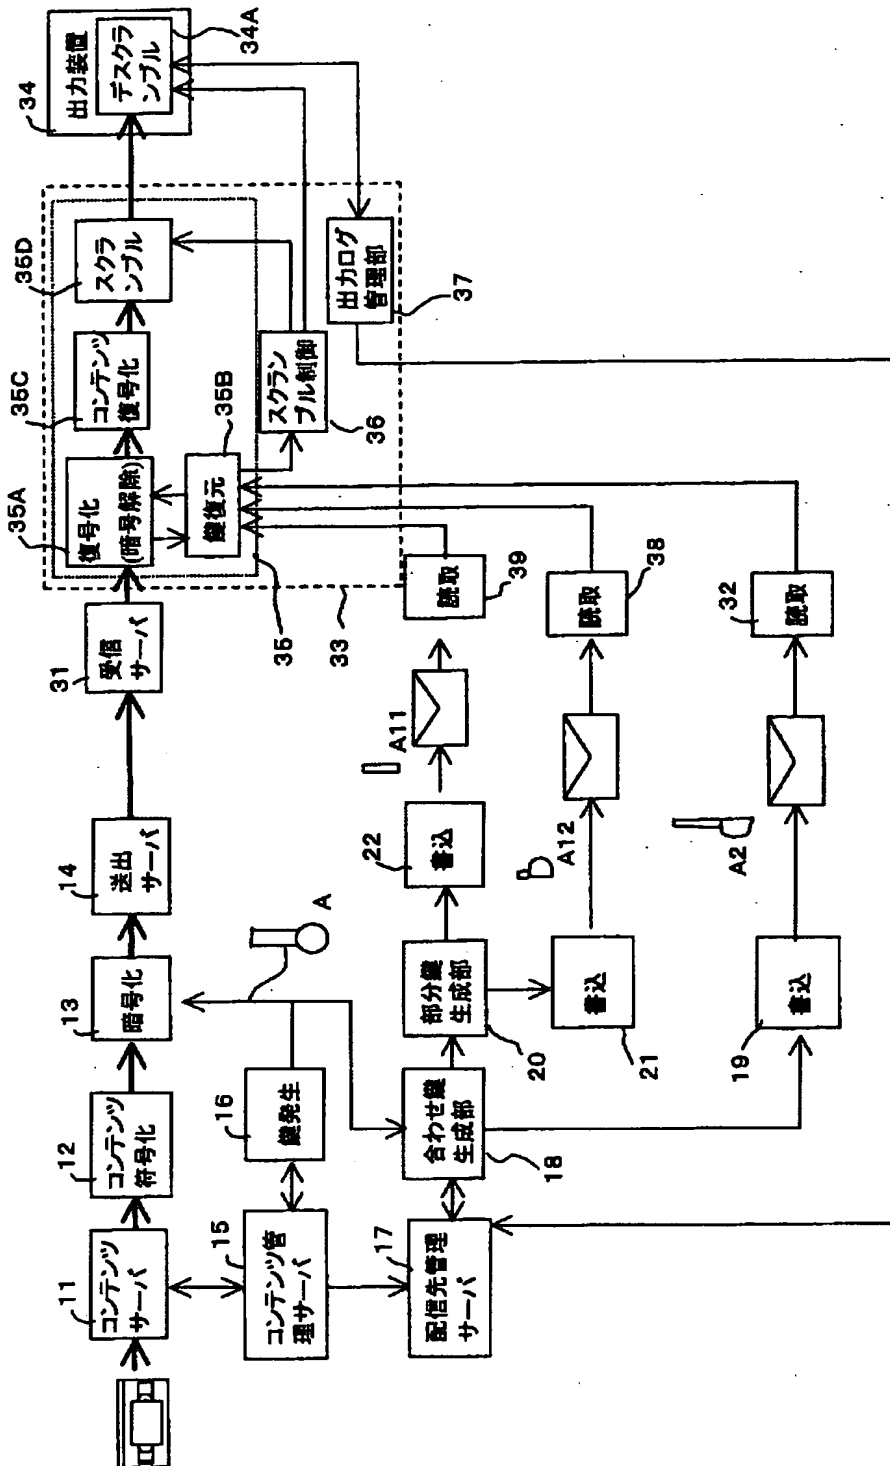 11
コンテンツ
サーバ
12
コンテンツ
符号化
13
暗号化
14
送出
サーバ
31
受信
サーバ
35A
復号化
(暗号解除)
35C
コンテンツ
復号化
35D
スクラ
ンブル
34
出力装置
デスクラ
ンブル
34A
15
コンテンツ管
理サーバ
16
鍵発生
A
35B
鍵復元
35
33
スクラン
ブル制御
36
出力ログ
管理部
37
17
配信先管理
サーバ
合わせ鍵
生成部
18
部分鍵
生成部
20
22
書込
A11
読取
39
書込
21
A12
読取
38
19
書込
A2
32
読取